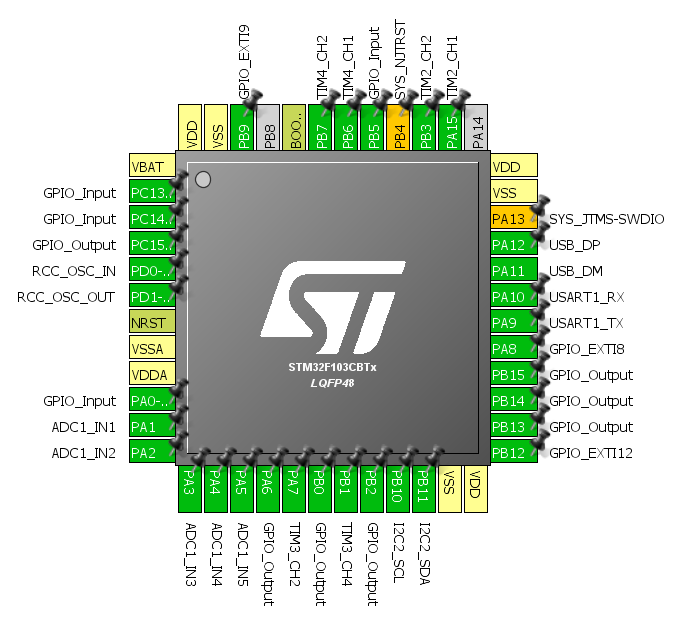 GPIO_EXTI9
TIM4_CH2
TIM4_CH1
GPIO_Input
SYS_NJTRST
TIM2_CH2
TIM2_CH1
VDD
VSS
PB9
PB8
BOO..
PB7
PB6
PB5
PB4
PB3
PA15
PA14
VBAT
GPIO_Input PC13..
GPIO_Input PC14..
GPIO_Output PC15..
RCC_OSC_IN PD0-..
RCC_OSC_OUT PD1-..
NRST
VSSA
VDDA
GPIO_Input PA0-..
ADC1_IN1 PA1
ADC1_IN2 PA2
ST
STM32F103CBTx
LQFP48
VDD
VSS
PA13 SYS_JTMS-SWDIO
PA12 USB_DP
PA11 USB_DM
PA10 USART1_RX
PA9 USART1_TX
PA8 GPIO_EXTI8
PB15 GPIO_Output
PB14 GPIO_Output
PB13 GPIO_Output
PB12 GPIO_EXTI12
PA3
PA4
PA5
PA6
PA7
PB0
PB1
PB2
PB10
PB11
VSS
VDD
ADC1_IN3
ADC1_IN4
ADC1_IN5
GPIO_Output
TIM3_CH2
GPIO_Output
TIM3_CH4
GPIO_Output
I2C2_SCL
I2C2_SDA